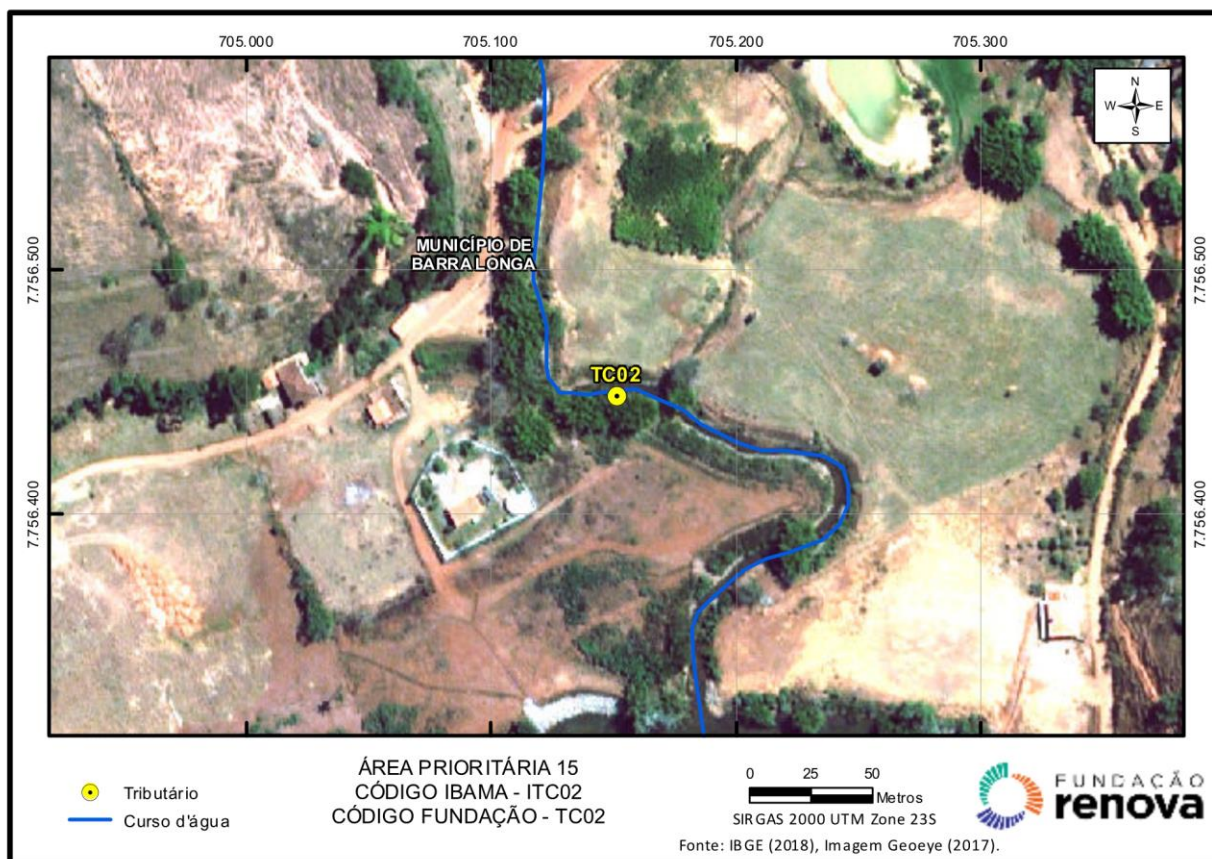 705.000 705.100 705.200 705.300
N
W E
S
MUNICÍPIO DE
BARRA LONGA
7.756.500 7.756.500
TC02
7.756.400 7.756.400
Tributário
Curso d'água
ÁREA PRIORITÁRIA 15
CÓDIGO IBAMA - ITC02
CÓDIGO FUNDAÇÃO - TC02
0 25 50
Metros
SIRGAS 2000 UTM Zone 23S
Fonte: IBGE (2018), Imagem Geoeye (2017).
FUNDAÇÃO
renova